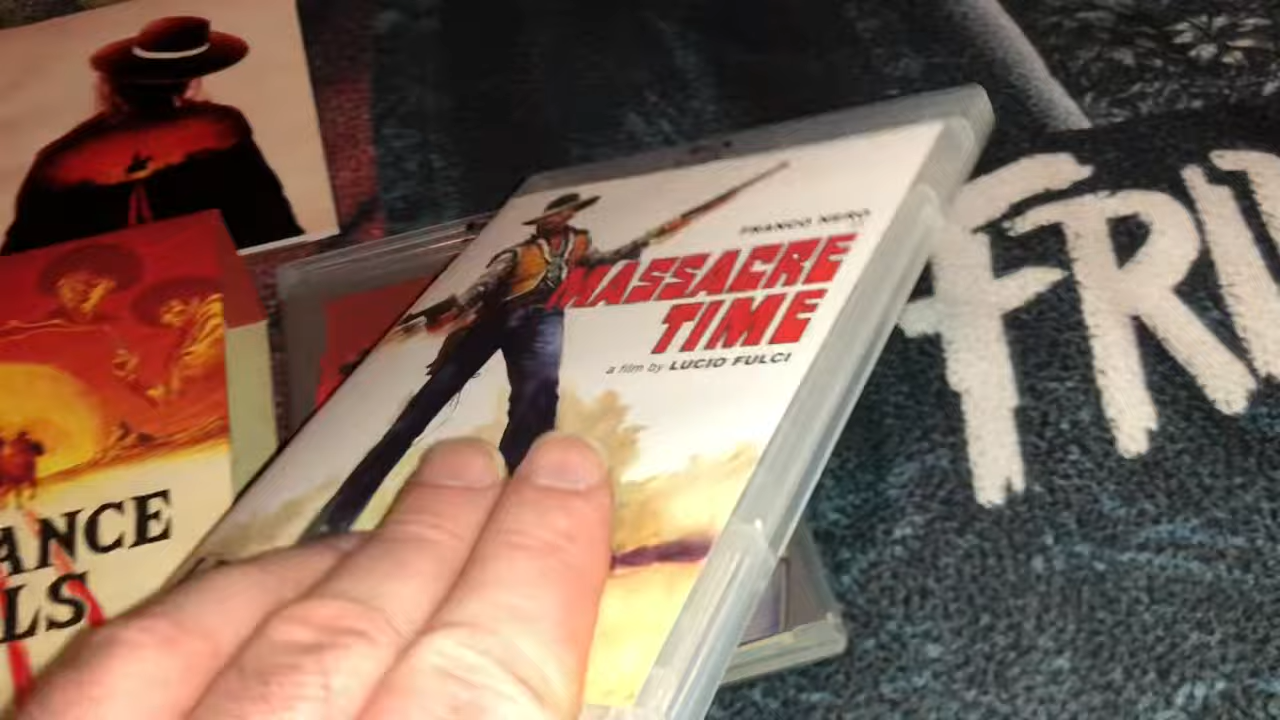 FRANCO NERO
MASSACRE
TIME
a film by LUCIO FULCI
ANCE
LS
FRI